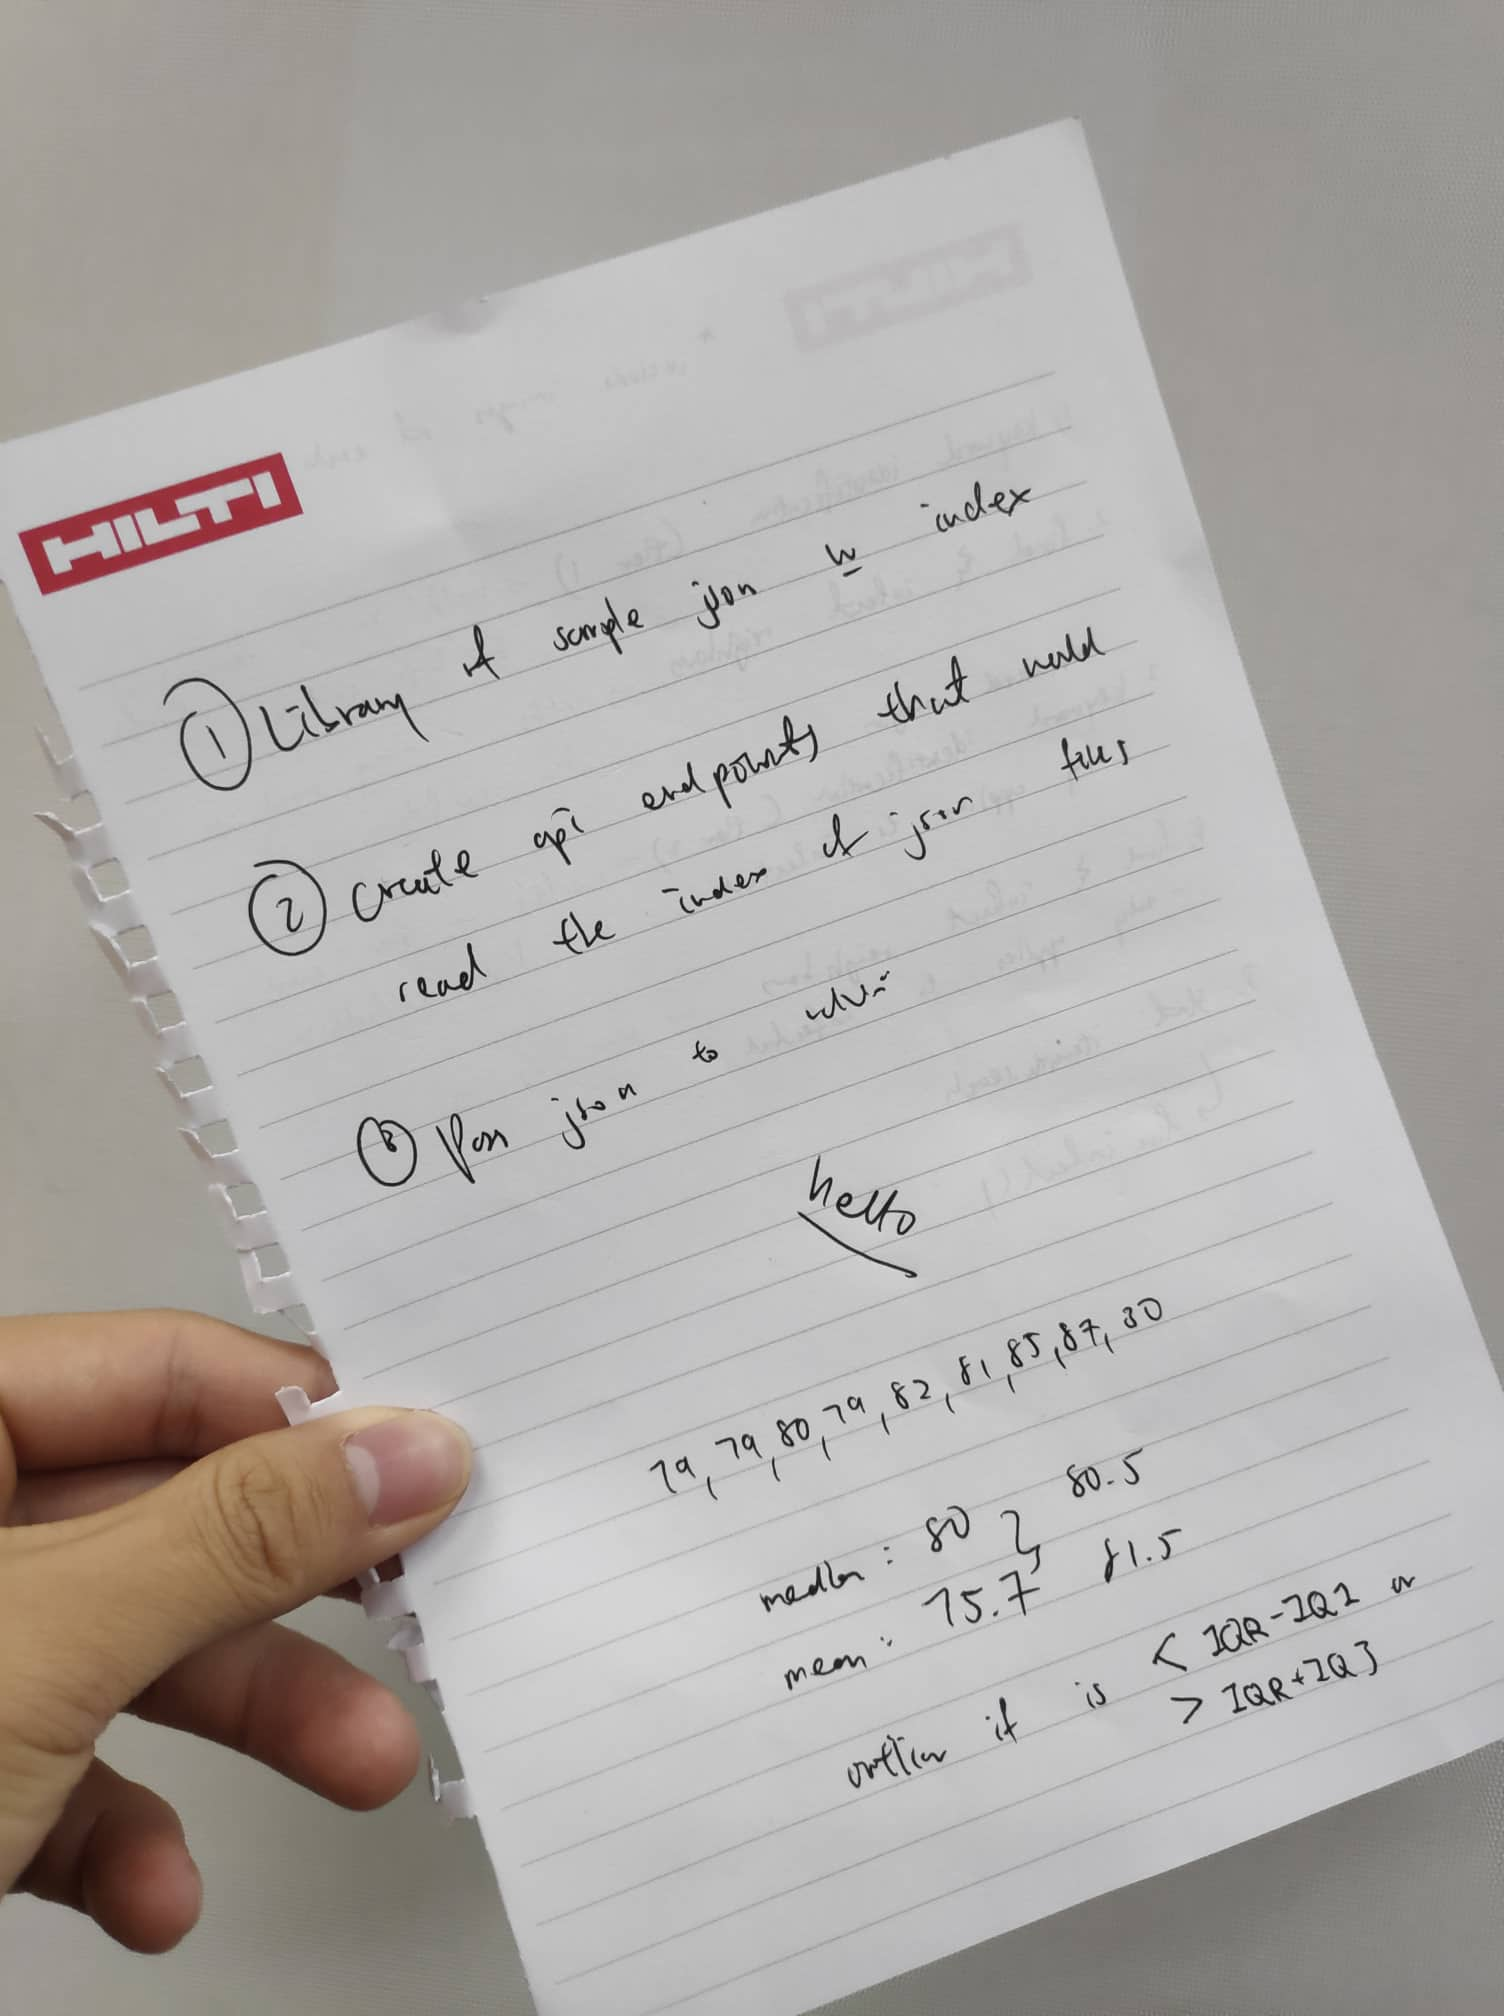 HILTI
① Library of sample json w index
② Create api endpoints that would
read the index of json files
③ Pass json to
hello
79, 79, 80, 79, 82, 81, 85, 87, 30
median : 80 } 80.5
mean : 75.7 81.5
outlier if is < IQR-IQ1 or
> IQR+IQ3